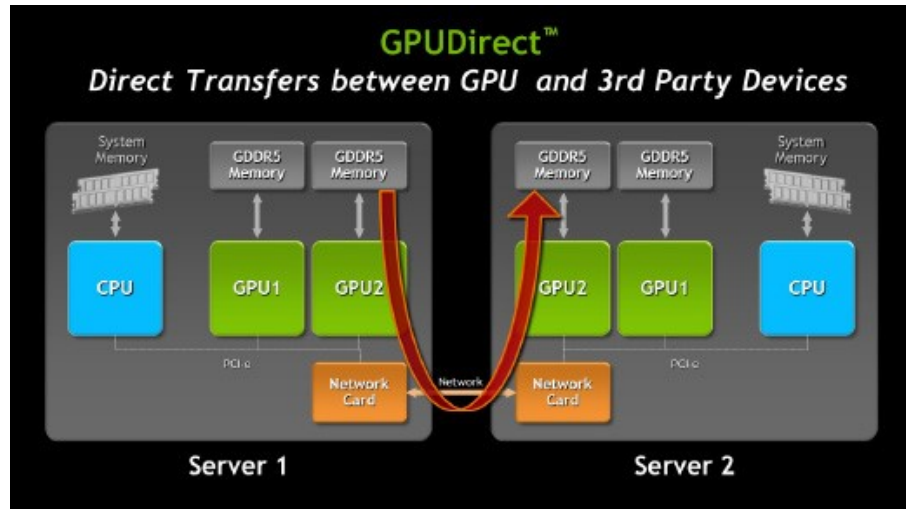 GPUDirect™
Direct Transfers between GPU and 3rd Party Devices
System
Memory
GDDR5
Memory
GDDR5
Memory
CPU
GPU1
GPU2
PCI-e
Network
Card
Server 1
Network
GDDR5
Memory
GDDR5
Memory
System
Memory
GPU2
GPU1
CPU
PCI-e
Network
Card
Server 2